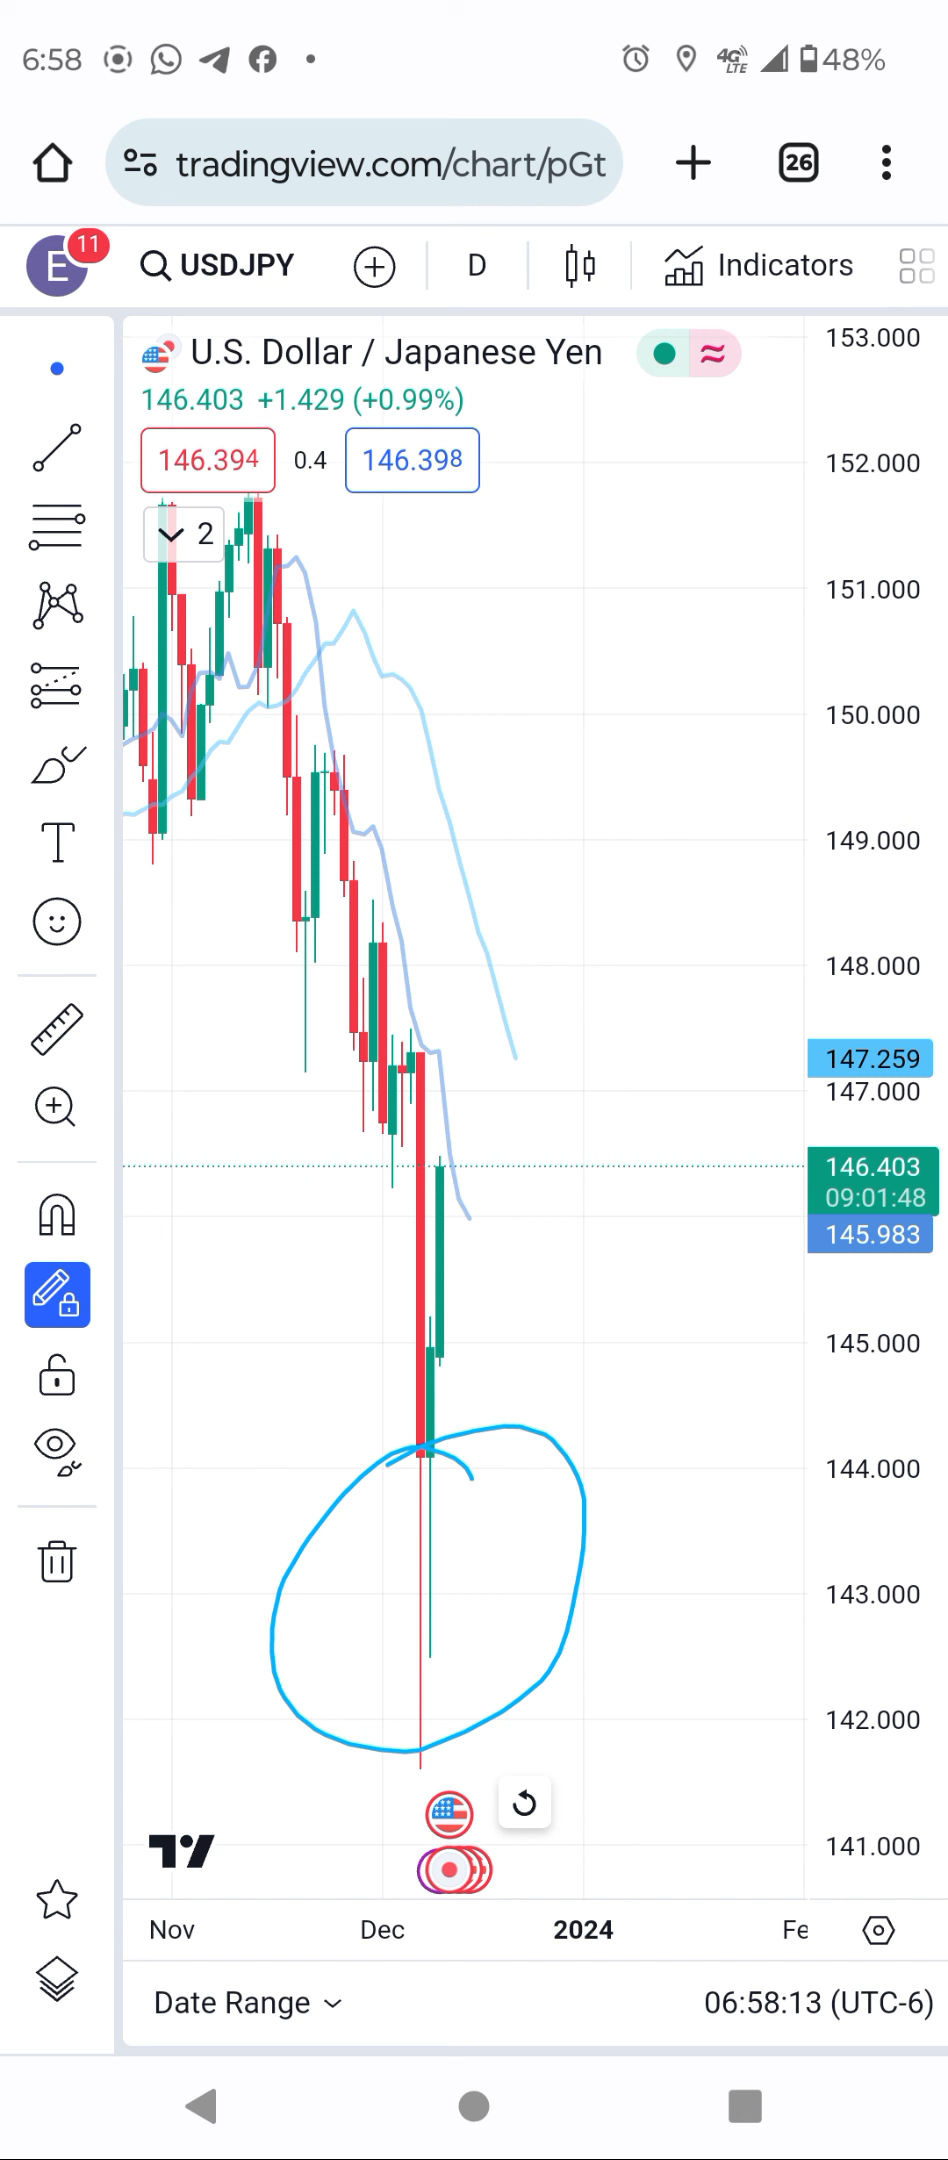 6:58 4G LTE 48%
tradingview.com/chart/pGt 26
E 11 USDJPY D Indicators
U.S. Dollar / Japanese Yen
146.403 +1.429 (+0.99%)
146.394 0.4 146.398
2
153.000
152.000
151.000
150.000
149.000
148.000
147.259
147.000
146.403
09:01:48
145.983
145.000
144.000
143.000
142.000
141.000
Nov Dec 2024 Fe
Date Range 06:58:13 (UTC-6)